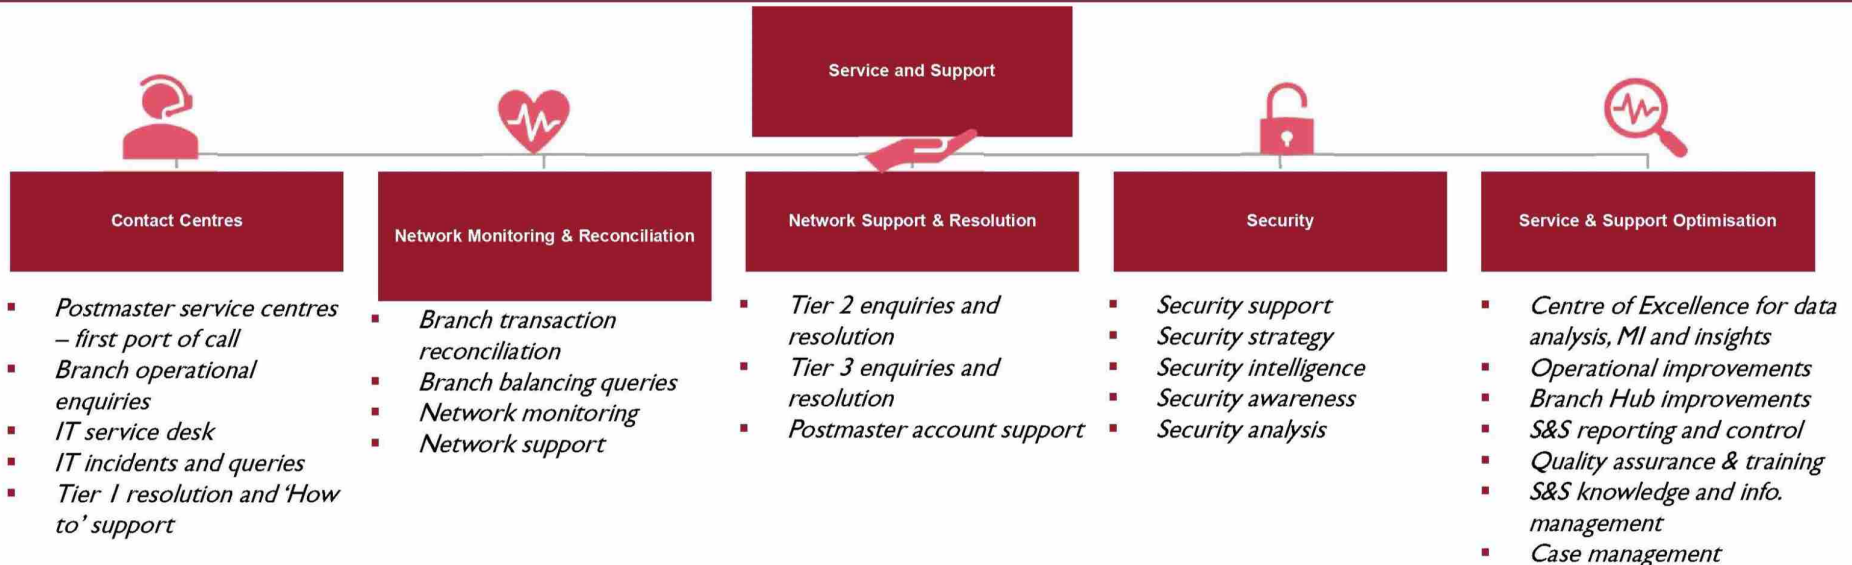 Service and Support
Contact Centres
Postmaster service centres
– first port of call
Branch operational
enquiries
IT service desk
IT incidents and queries
Tier 1 resolution and ‘How
to’ support
Network Monitoring & Reconciliation
Branch transaction
reconciliation
Branch balancing queries
Network monitoring
Network support
Network Support & Resolution
Tier 2 enquiries and
resolution
Tier 3 enquiries and
resolution
Postmaster account support
Security
Security support
Security strategy
Security intelligence
Security awareness
Security analysis
Service & Support Optimisation
Centre of Excellence for data
analysis, MI and insights
Operational improvements
Branch Hub improvements
S&S reporting and control
Quality assurance & training
S&S knowledge and info.
management
Case management